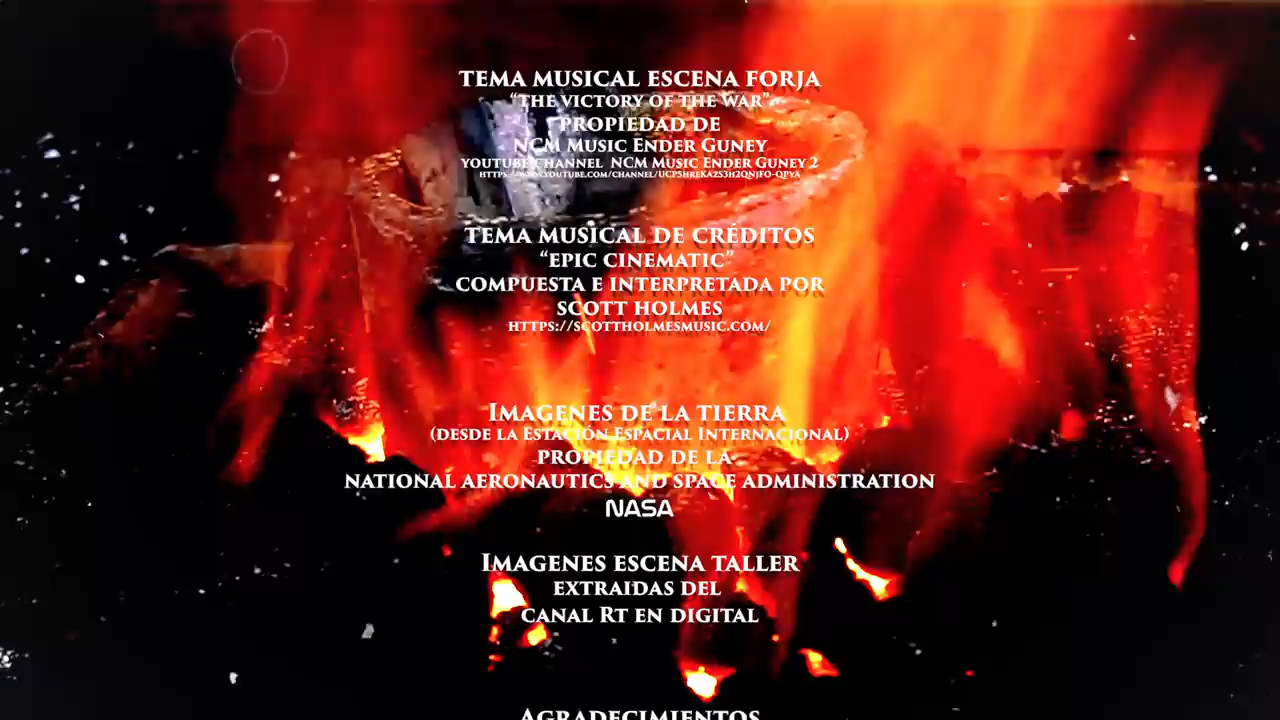 TEMA MUSICAL ESCENA FORJA
“THE VICTORY OF THE WAR”
PROPIEDAD DE
NCM MUSIC ENDER GUNEY
YOUTUBE CHANNEL NCM MUSIC ENDER GUNEY 2
TEMA MUSICAL DE CRÉDITOS
“EPIC CINEMATIC”
COMPUESTA E INTERPRETADA POR
SCOTT HOLMES
HTTPS://SCOTTHOLMESMUSIC.COM/
IMAGENES DE LA TIERRA
(DESDE LA ESTACIÓN ESPACIAL INTERNACIONAL)
PROPIEDAD DE LA
NATIONAL AERONAUTICS AND SPACE ADMINISTRATION
NASA
IMAGENES ESCENA TALLER
EXTRAIDAS DEL
CANAL RT EN DIGITAL
AGRADECIMIENTOS